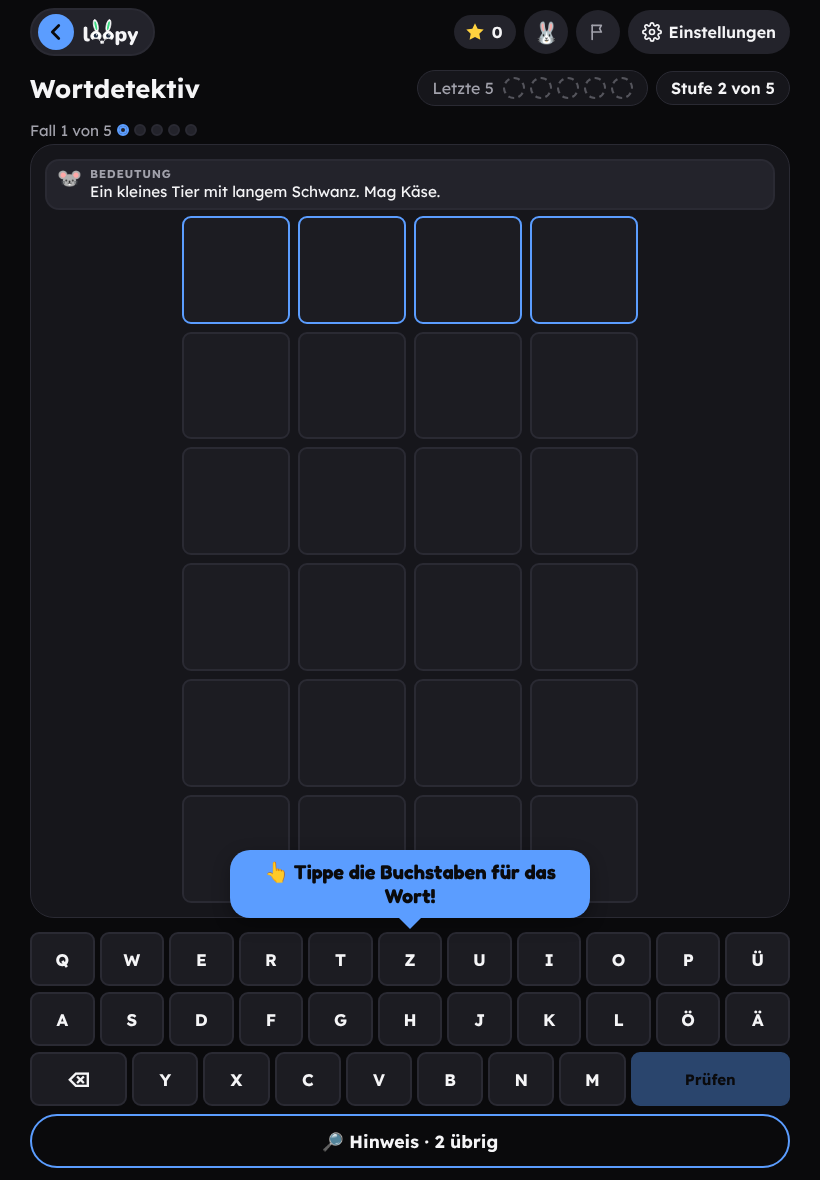 loopy
⭐ 0
Einstellungen
Wortdetektiv
Letzte 5
Stufe 2 von 5
Fall 1 von 5
BEDEUTUNG
Ein kleines Tier mit langem Schwanz. Mag Käse.
👆 Tippe die Buchstaben für das
Wort!
Q W E R T Z U I O P Ü
A S D F G H J K L Ö Ä
Y X C V B N M Prüfen
🔎 Hinweis · 2 übrig